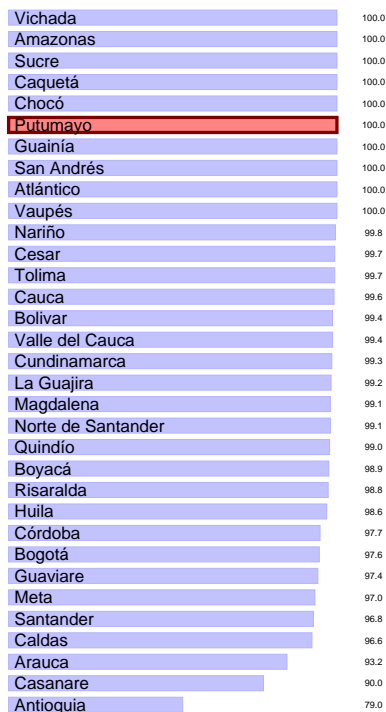 Vichada 100.0
Amazonas 100.0
Sucre 100.0
Caquetá 100.0
Chocó 100.0
Putumayo 100.0
Guainía 100.0
San Andrés 100.0
Atlántico 100.0
Vaupés 100.0
Nariño 99.8
Cesar 99.7
Tolima 99.7
Cauca 99.6
Bolivar 99.4
Valle del Cauca 99.4
Cundinamarca 99.3
La Guajira 99.2
Magdalena 99.1
Norte de Santander 99.1
Quindío 99.0
Boyacá 98.9
Risaralda 98.8
Huila 98.6
Córdoba 97.7
Bogotá 97.6
Guaviare 97.4
Meta 97.0
Santander 96.8
Caldas 96.6
Arauca 93.2
Casanare 90.0
Antioquia 79.0